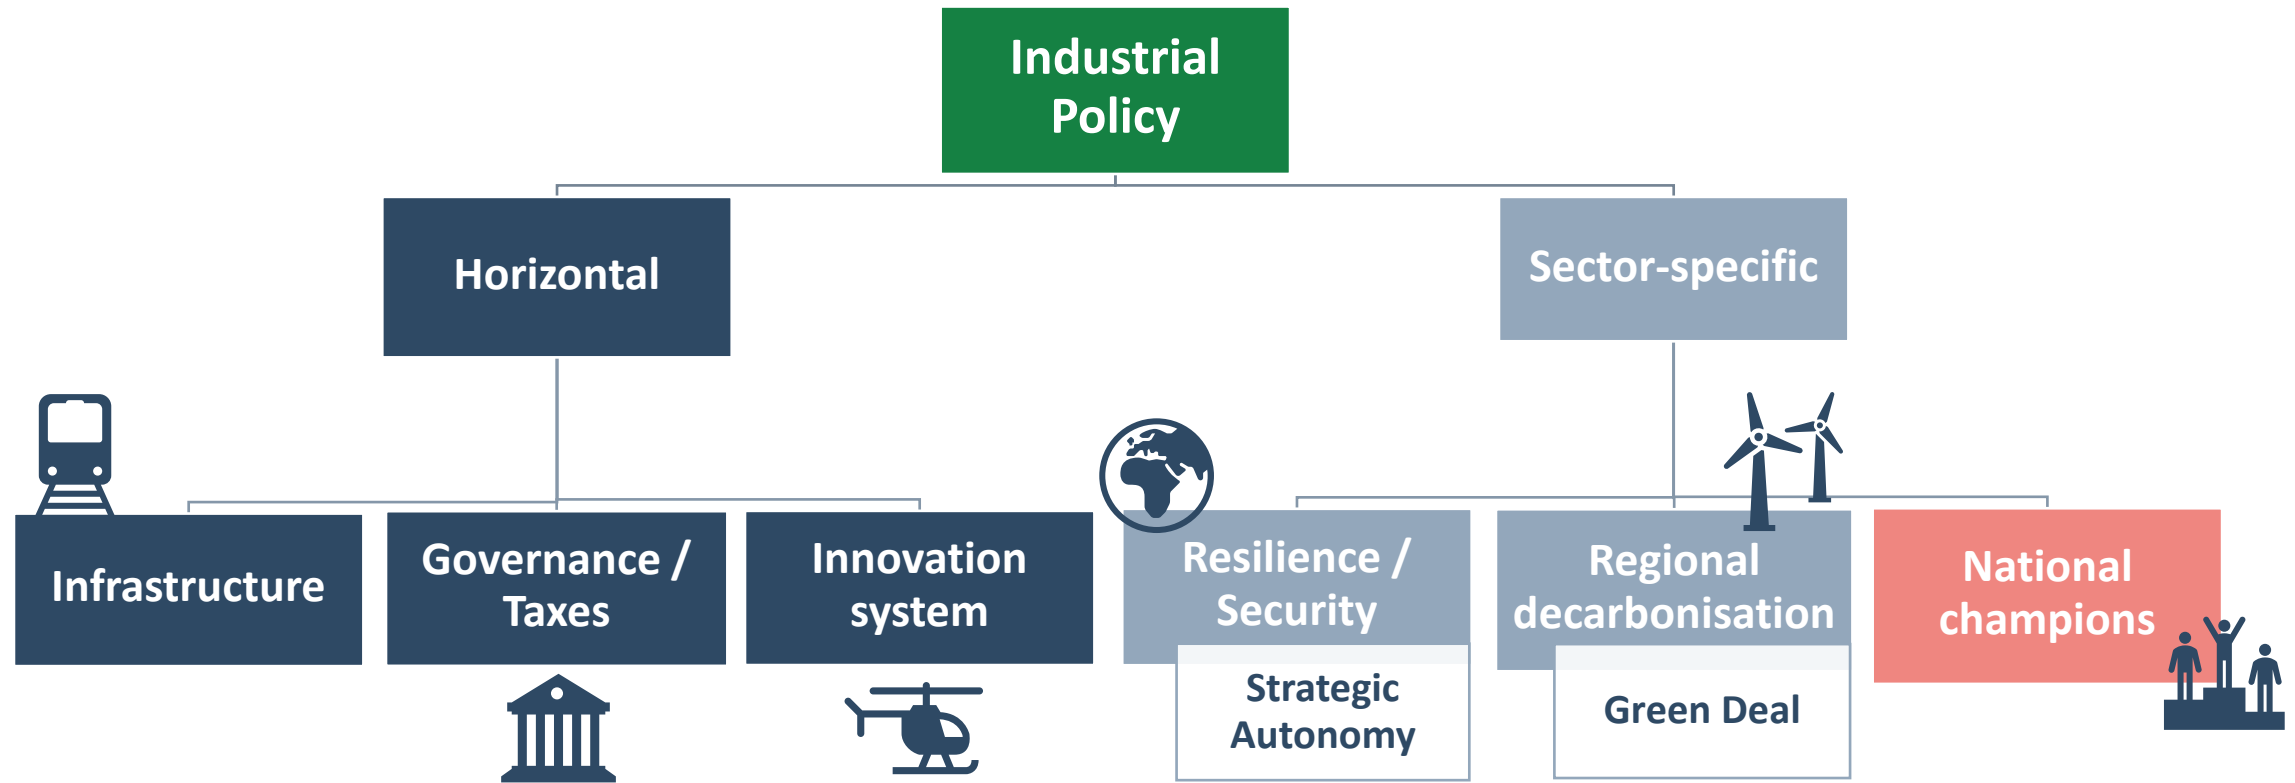 Industrial
Policy
Horizontal
Sector-specific
Infrastructure
Governance /
Taxes
Innovation
system
Resilience /
Security
Strategic
Autonomy
Regional
decarbonisation
Green Deal
National
champions